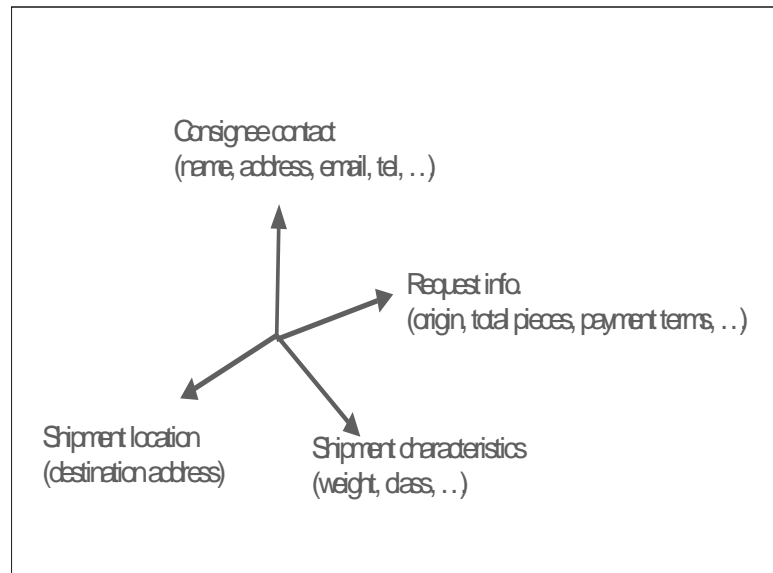 Consignee contact
(name, address, email, tel, …)
Request info.
(origin, total pieces, payment terms, …)
Shipment location
(destination address)
Shipment characteristics
(weight, class, …)